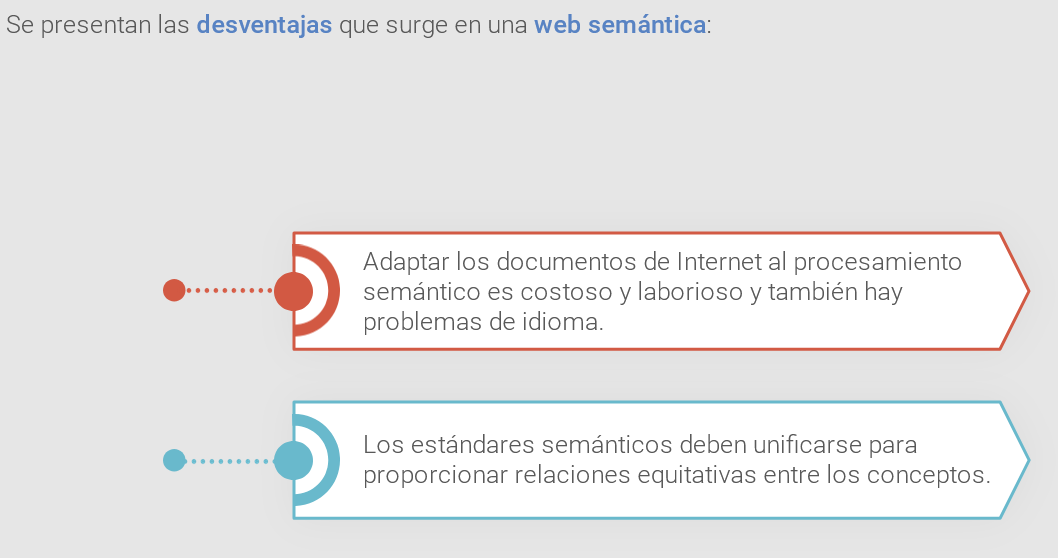 Se presentan las desventajas que surge en una web semántica:
Adaptar los documentos de Internet al procesamiento
semántico es costoso y laborioso y también hay
problemas de idioma.
Los estándares semánticos deben unificarse para
proporcionar relaciones equitativas entre los conceptos.